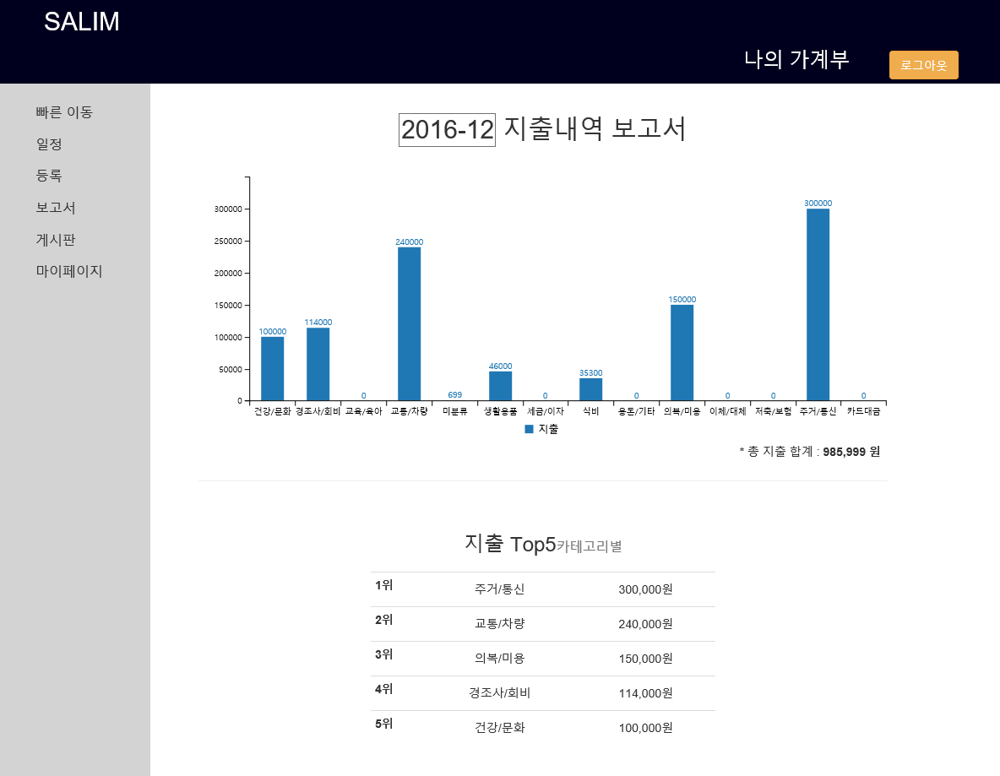 SALIM
나의 가계부
로그아웃
빠른 이동
일정
등록
보고서
게시판
마이페이지
2016-12 지출내역 보고서
300000
250000
200000
150000
100000
50000
0
100000
114000
0
240000
699
46000
0
35300
0
150000
0
0
300000
0
건강/문화 경조사/회비 교육/육아 교통/차량 미분류 생활용품 세금/이자 식비 용돈/기타 의복/미용 이체/대체 저축/보험 주거/통신 카드대금
지출
* 총 지출 합계 : 985,999 원
지출 Top5카테고리별
1위 주거/통신 300,000원
2위 교통/차량 240,000원
3위 의복/미용 150,000원
4위 경조사/회비 114,000원
5위 건강/문화 100,000원